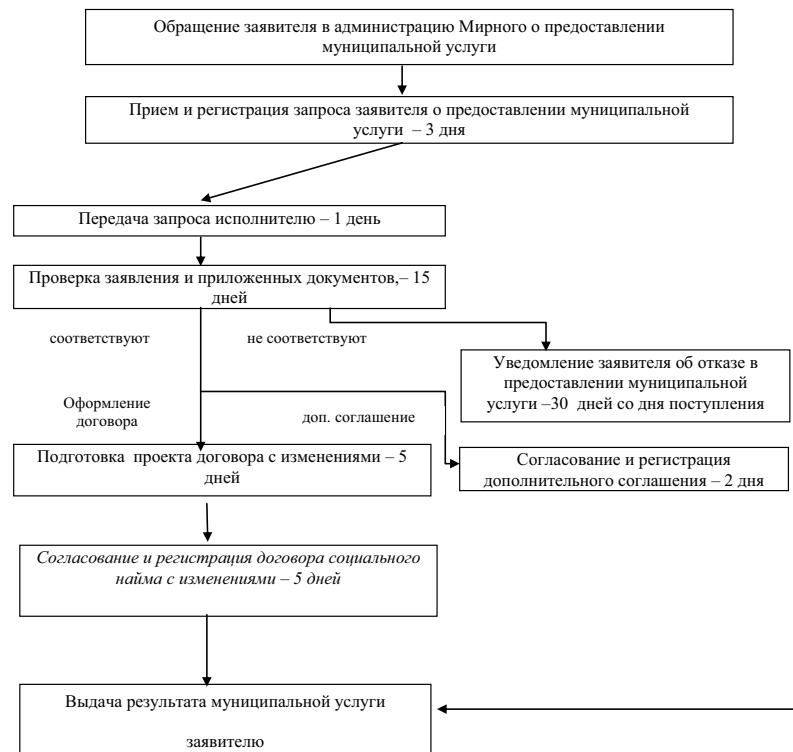 Обращение заявителя в администрацию Мирного о предоставлении
муниципальной услуги
Прием и регистрация запроса заявителя о предоставлении муниципальной
услуги – 3 дня
Передача запроса исполнителю – 1 день
Проверка заявления и приложенных документов,– 15
дней
соответствуют
не соответствуют
Уведомление заявителя об отказе в
предоставлении муниципальной
услуги –30 дней со дня поступления
Оформление
договора
доп. соглашение
Подготовка проекта договора с изменениями – 5
дней
Согласование и регистрация
дополнительного соглашения – 2 дня
Согласование и регистрация договора социального
найма с изменениями – 5 дней
Выдача результата муниципальной услуги
заявителю